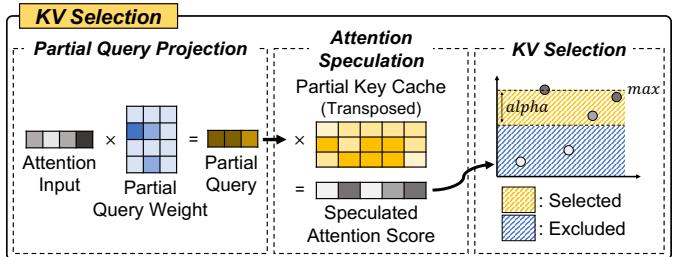 KV Selection
Partial Query Projection
Attention
Input
×
Partial
Query Weight
=
Partial
Query
Attention
Speculation
Partial Key Cache
(Transposed)
×
=
Speculated
Attention Score
KV Selection
max
alpha
: Selected
: Excluded